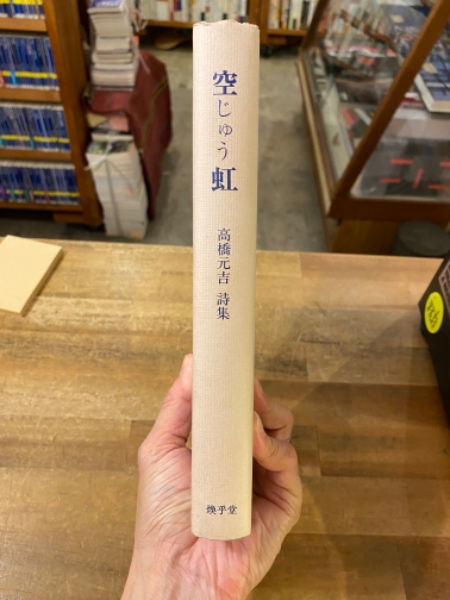 空じゅう虹
高橋元吉 詩集
煥乎堂